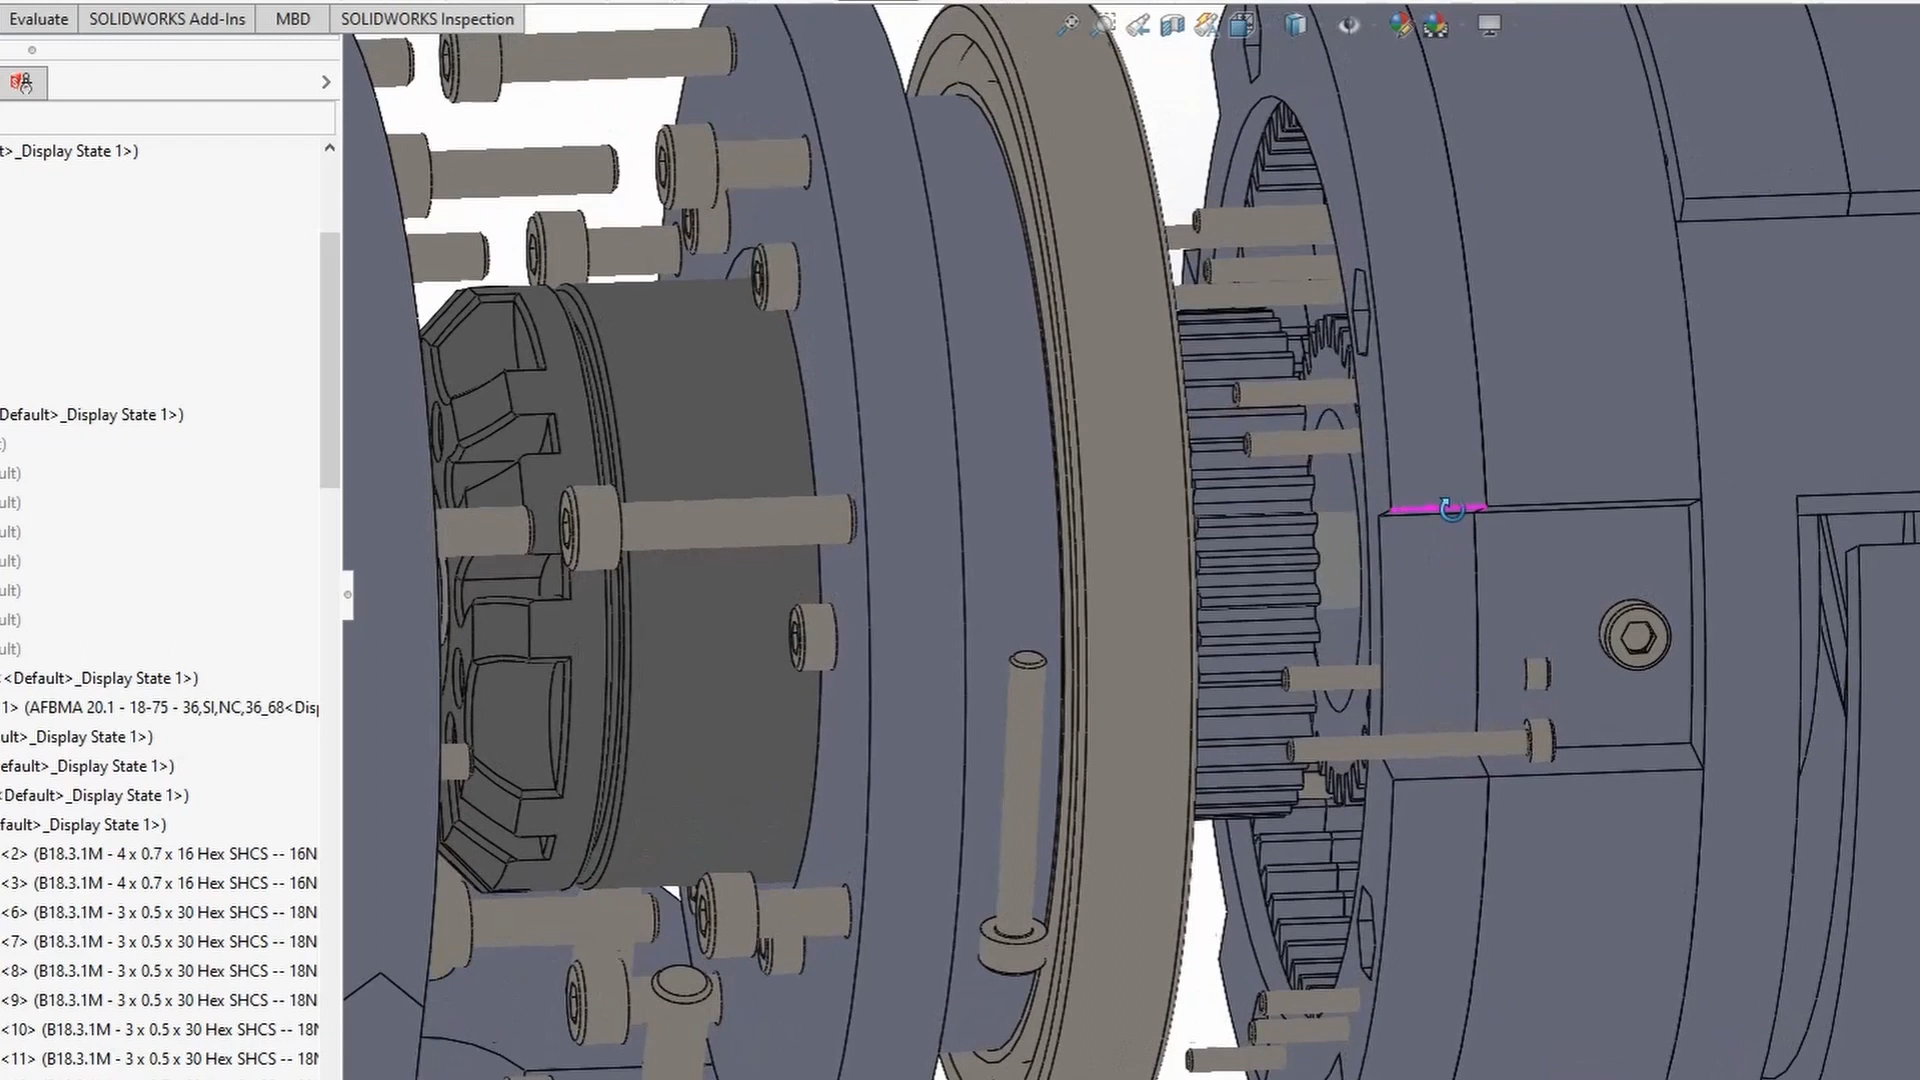 Evaluate SOLIDWORKS Add-Ins MBD SOLIDWORKS Inspection
t>_Display State 1>)
Default>_Display State 1>)
t)
ult)
ult)
ult)
ult)
ult)
ult)
ult)
<Default>_Display State 1>)
1> (AFBMA 20.1 - 18-75 - 36,SI,NC,36_68<Disp
ult>_Display State 1>)
efault>_Display State 1>)
<Default>_Display State 1>)
fault>_Display State 1>)
<2> (B18.3.1M - 4 x 0.7 x 16 Hex SHCS -- 16N
<3> (B18.3.1M - 4 x 0.7 x 16 Hex SHCS -- 16N
<6> (B18.3.1M - 3 x 0.5 x 30 Hex SHCS -- 18N
<7> (B18.3.1M - 3 x 0.5 x 30 Hex SHCS -- 18N
<8> (B18.3.1M - 3 x 0.5 x 30 Hex SHCS -- 18N
<9> (B18.3.1M - 3 x 0.5 x 30 Hex SHCS -- 18N
<10> (B18.3.1M - 3 x 0.5 x 30 Hex SHCS -- 18N
<11> (B18.3.1M - 3 x 0.5 x 30 Hex SHCS -- 18N